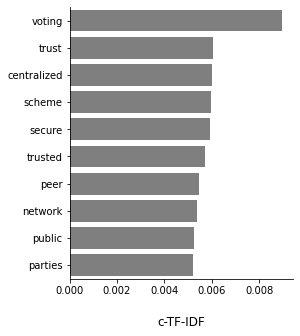 voting
trust
centralized
scheme
secure
trusted
peer
network
public
parties
0.000 0.002 0.004 0.006 0.008
c-TF-IDF